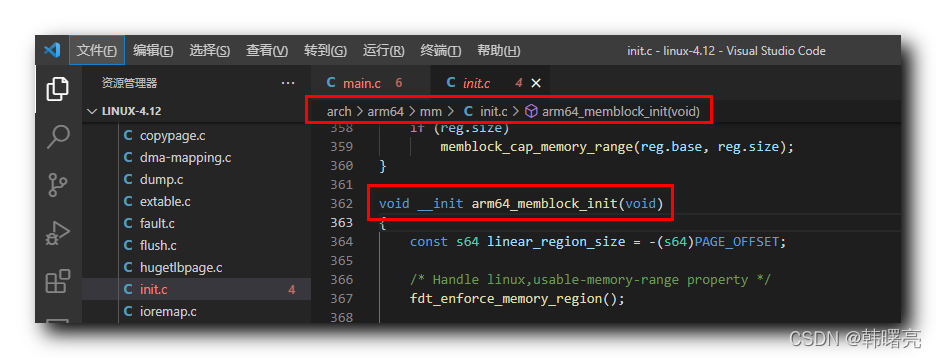 文件(F) 编辑(E) 选择(S) 查看(V) 转到(G) 运行(R) 终端(T) 帮助(H) init.c - linux-4.12 - Visual Studio Code
资源管理器 ···
LINUX-4.12
C copypage.c
C dma-mapping.c
C dump.c
C extable.c
C fault.c
C flush.c
C hugetlbpage.c
C init.c 4
C ioremap.c
C main.c 6
C init.c 4
arch > arm64 > mm > C init.c > arm64_memblock_init(void)
358 if (reg.size)
359 memblock_cap_memory_range(reg.base, reg.size);
360 }
361
362 void __init arm64_memblock_init(void)
363 {
364 const s64 linear_region_size = -(s64)PAGE_OFFSET;
365
366 /* Handle linux,usable-memory-range property */
367 fdt_enforce_memory_region();
368
CSDN @韩曙亮